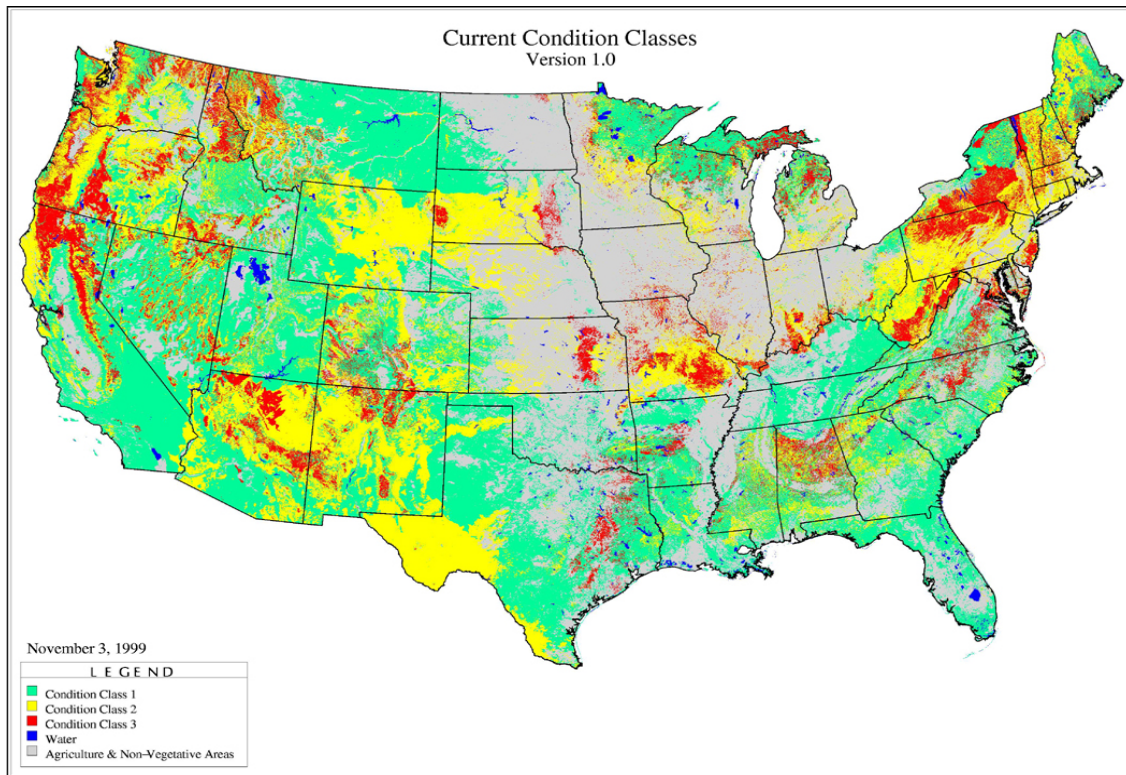 Current Condition Classes
Version 1.0
November 3, 1999
LEGEND
Condition Class 1
Condition Class 2
Condition Class 3
Water
Agriculture & Non-Vegetative Areas